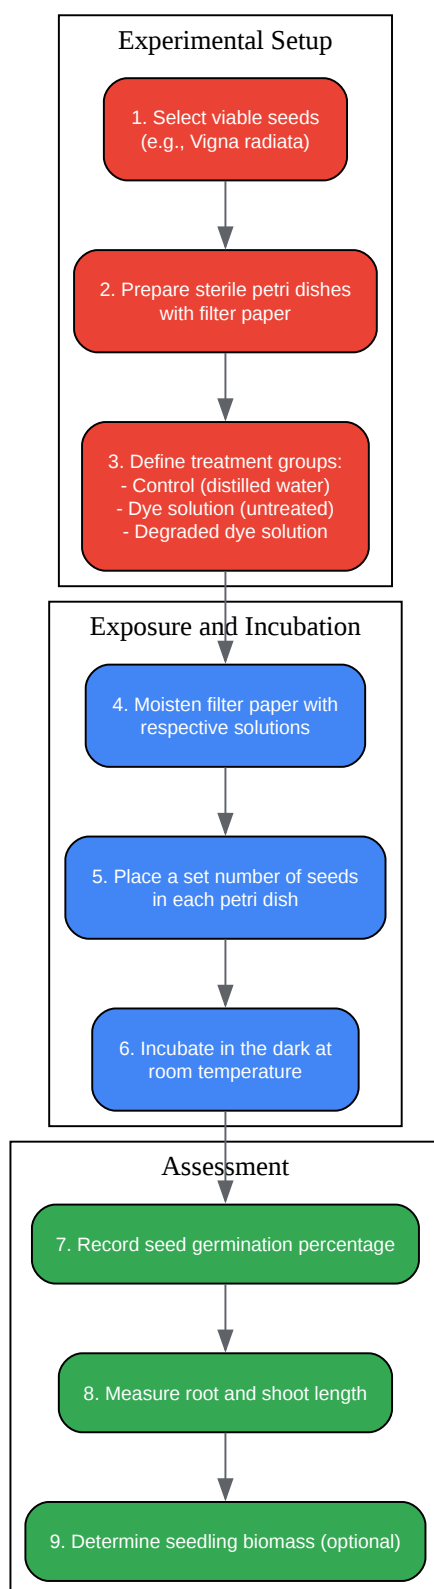 Experimental Setup
1. Select viable seeds
(e.g., Vigna radiata)
2. Prepare sterile petri dishes
with filter paper
3. Define treatment groups:
- Control (distilled water)
- Dye solution (untreated)
- Degraded dye solution
Exposure and Incubation
4. Moisten filter paper with
respective solutions
5. Place a set number of seeds
in each petri dish
6. Incubate in the dark at
room temperature
Assessment
7. Record seed germination percentage
8. Measure root and shoot length
9. Determine seedling biomass (optional)